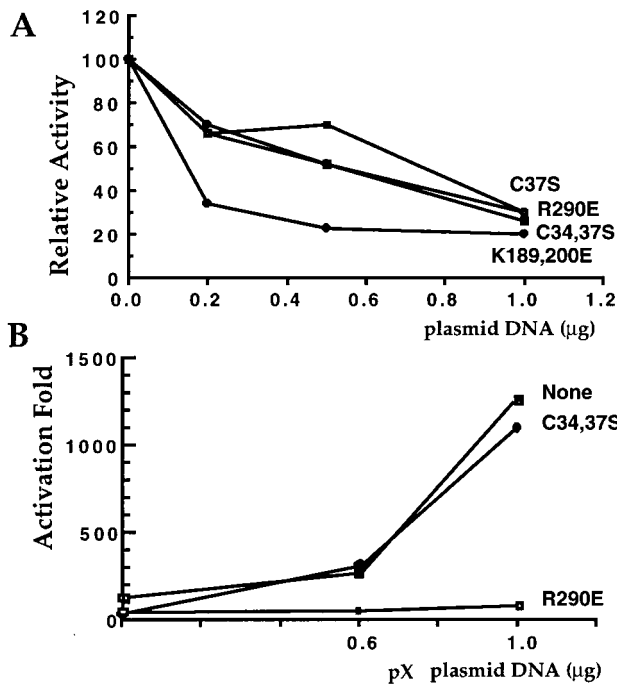 A
Relative Activity
120
100
80
60
40
20
0
C37S
R290E
C34,37S
K189,200E
0.0 0.2 0.4 0.6 0.8 1.0 1.2
plasmid DNA (µg)
B
Activation Fold
1500
1000
500
0
None
C34,37S
R290E
0.6 1.0
pX plasmid DNA (µg)